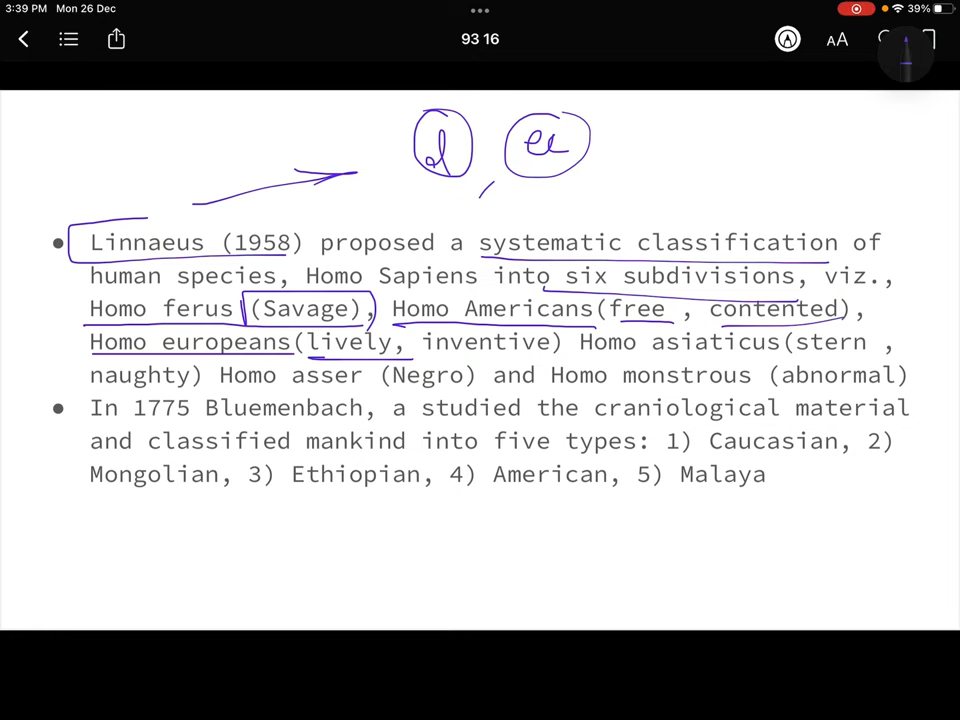 3:39 PM Mon 26 Dec
39%
93 16
AA
● Linnaeus (1958) proposed a systematic classification of
human species, Homo Sapiens into six subdivisions, viz.,
Homo ferus (Savage), Homo Americans(free , contented),
Homo europeans(lively, inventive) Homo asiaticus(stern ,
naughty) Homo asser (Negro) and Homo monstrous (abnormal)
● In 1775 Bluemenbach, a studied the craniological material
and classified mankind into five types: 1) Caucasian, 2)
Mongolian, 3) Ethiopian, 4) American, 5) Malaya